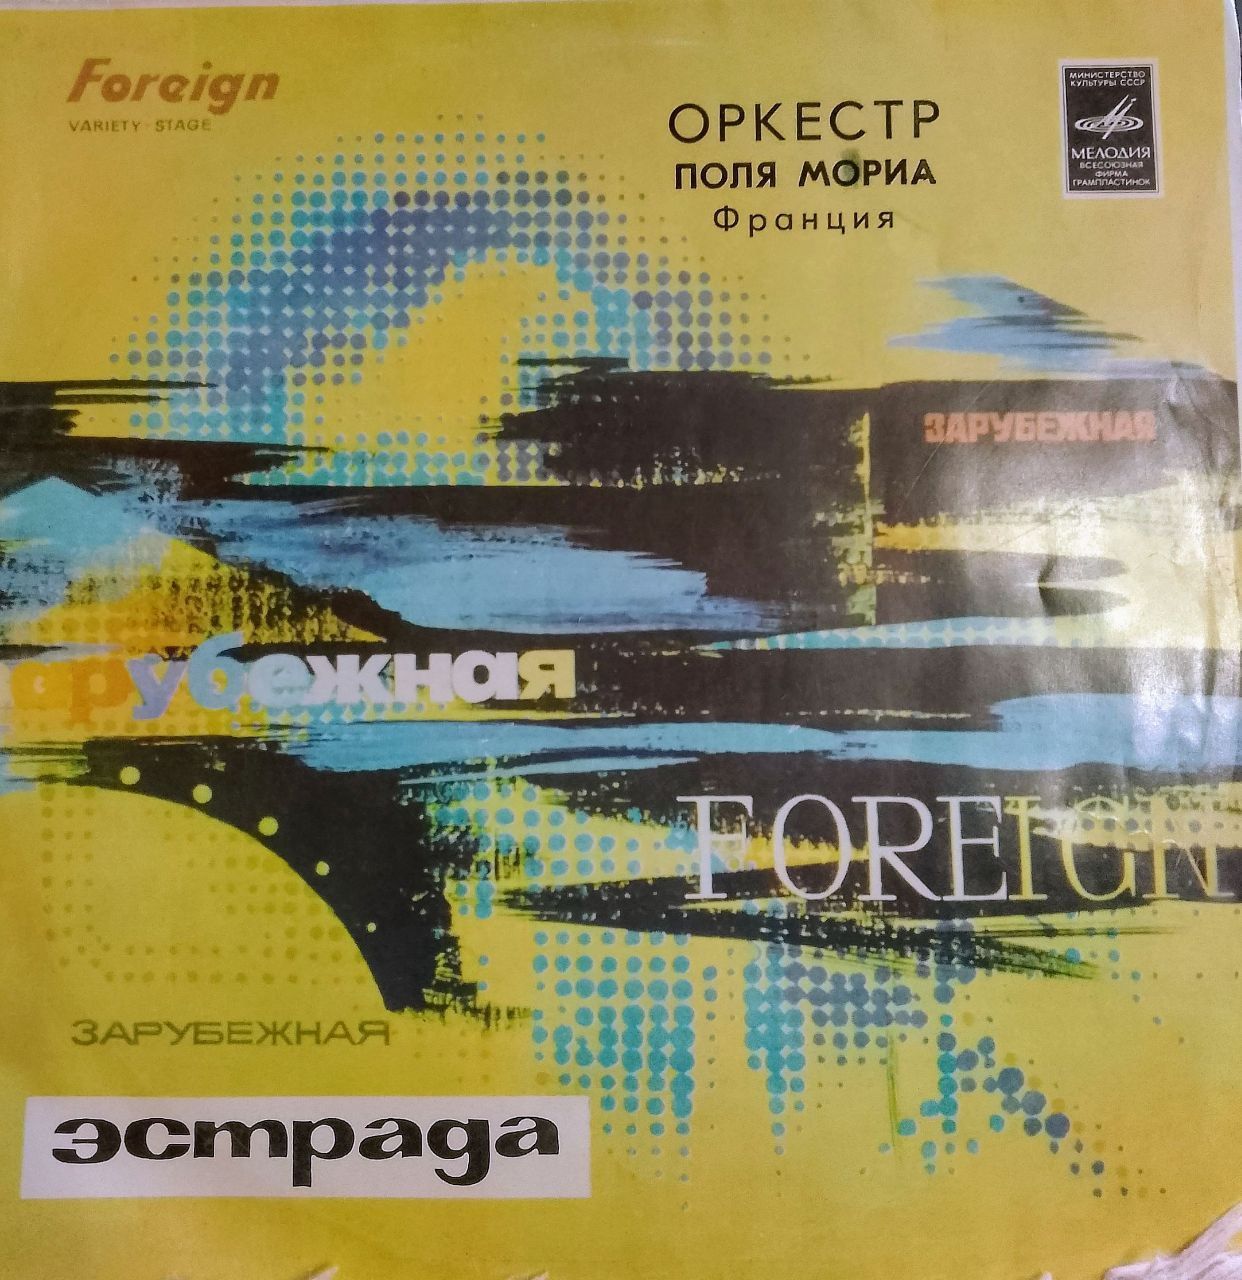 Foreign
VARIETY-STAGE
ОРКЕСТР
ПОЛЯ МОРИА
Франция
МИНИСТЕРСТВО
КУЛЬТУРЫ СССР
МЕЛОДИЯ
ВСЕСОЮЗНАЯ
ФИРМА
ГРАМПЛАСТИНОК
ЗАРУБЕЖНАЯ
арубежная
FOREIGN
ЗАРУБЕЖНАЯ
эстрада